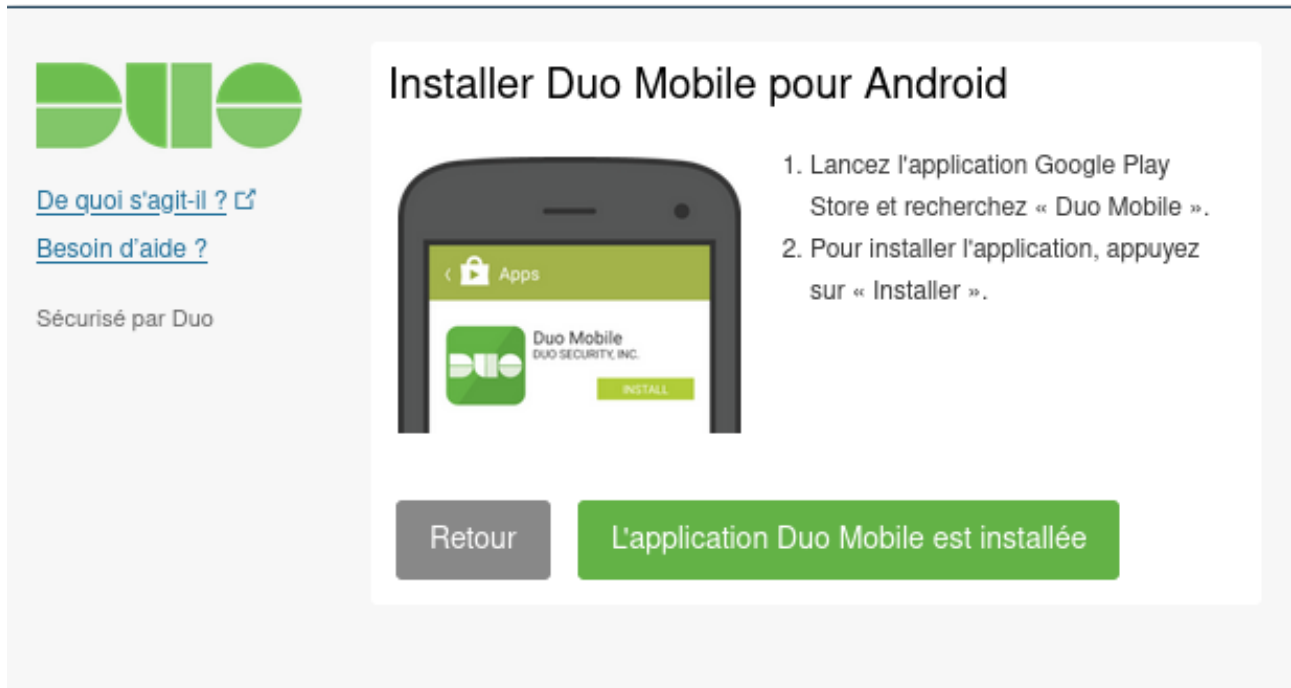 DUO
De quoi s'agit-il ?
Besoin d'aide ?
Sécurisé par Duo
Installer Duo Mobile pour Android
Apps
Duo Mobile
DUO SECURITY, INC.
INSTALL
DUO
1. Lancez l'application Google Play
Store et recherchez « Duo Mobile ».
2. Pour installer l'application, appuyez
sur « Installer ».
Retour
L'application Duo Mobile est installée